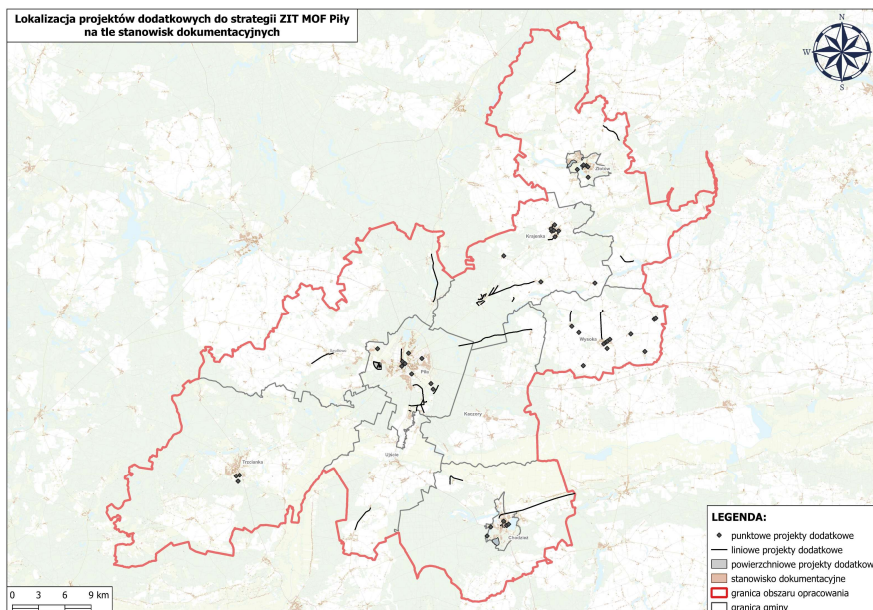 Lokalizacja projektów dodatkowych do strategii ZIT MOF Piły
na tle stanowisk dokumentacyjnych
N
W
S
Złotów
Krajenka
Wysoka
Piła
Kaczory
Ujście
Trzcianka
Chodzież
LEGENDA:
punktowe projekty dodatkowe
liniowe projekty dodatkowe
powierzchniowe projekty dodatkow
stanowisko dokumentacyjne
granica obszaru opracowania
granica gminy
0 3 6 9 km